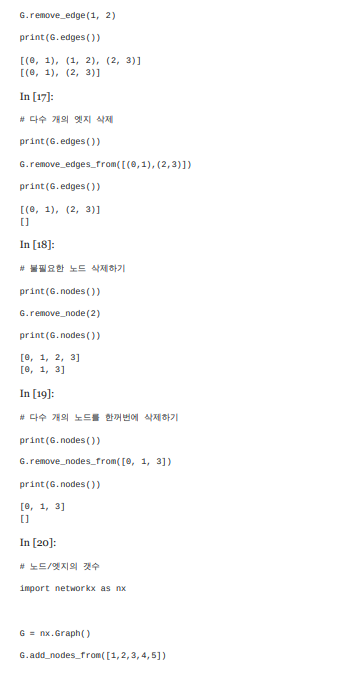 G.remove_edge(1, 2)
print(G.edges())
[(0, 1), (1, 2), (2, 3)]
[(0, 1), (2, 3)]
In [17]:
# 다수 개의 엣지 삭제
print(G.edges())
G.remove_edges_from([(0,1),(2,3)])
print(G.edges())
[(0, 1), (2, 3)]
[]
In [18]:
# 불필요한 노드 삭제하기
print(G.nodes())
G.remove_node(2)
print(G.nodes())
[0, 1, 2, 3]
[0, 1, 3]
In [19]:
# 다수 개의 노드를 한꺼번에 삭제하기
print(G.nodes())
G.remove_nodes_from([0, 1, 3])
print(G.nodes())
[0, 1, 3]
[]
In [20]:
# 노드/엣지의 갯수
import networkx as nx
G = nx.Graph()
G.add_nodes_from([1,2,3,4,5])